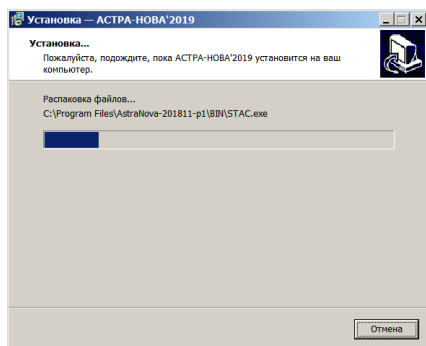 Установка — АСТРА-НОВА'2019
Установка...
Пожалуйста, подождите, пока АСТРА-НОВА'2019 установится на ваш
компьютер.
Распаковка файлов...
C:\Program Files\AstraNova-201811-p1\BIN\STAC.exe
Отмена